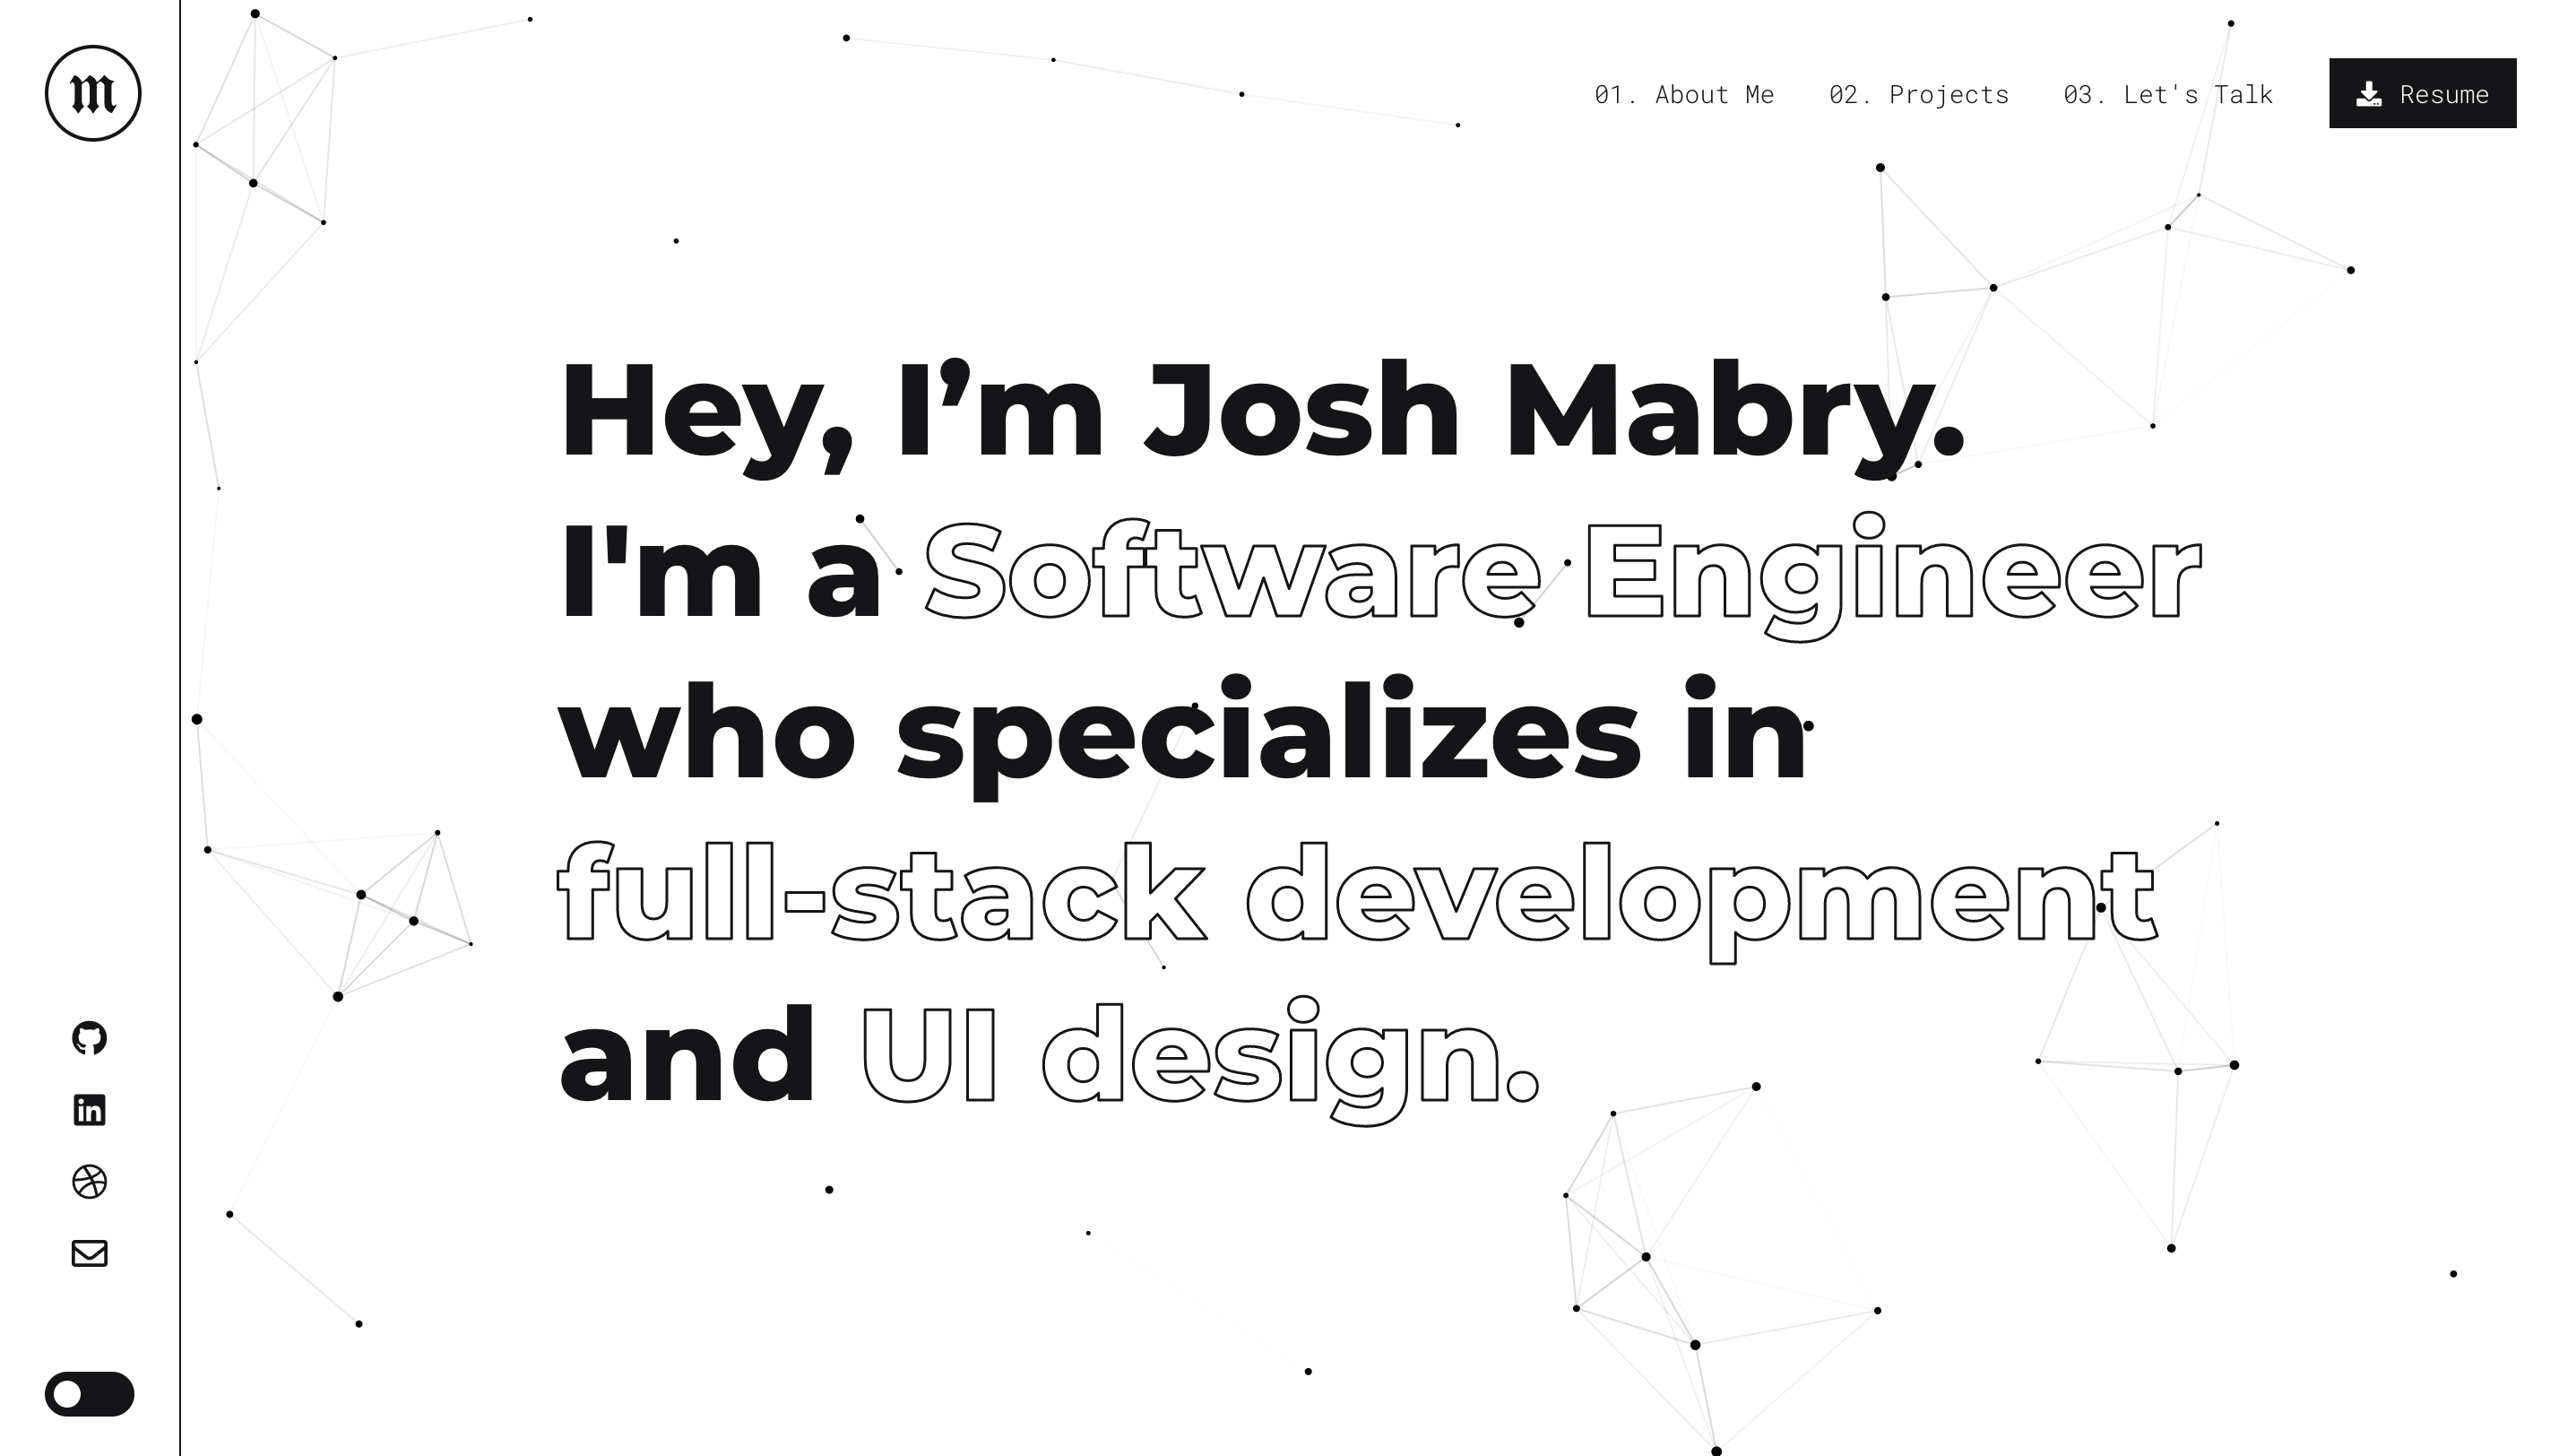 m
01. About Me 02. Projects 03. Let's Talk Resume
Hey, I’m Josh Mabry.
I'm a Software Engineer
who specializes in
full-stack development
and UI design.
in